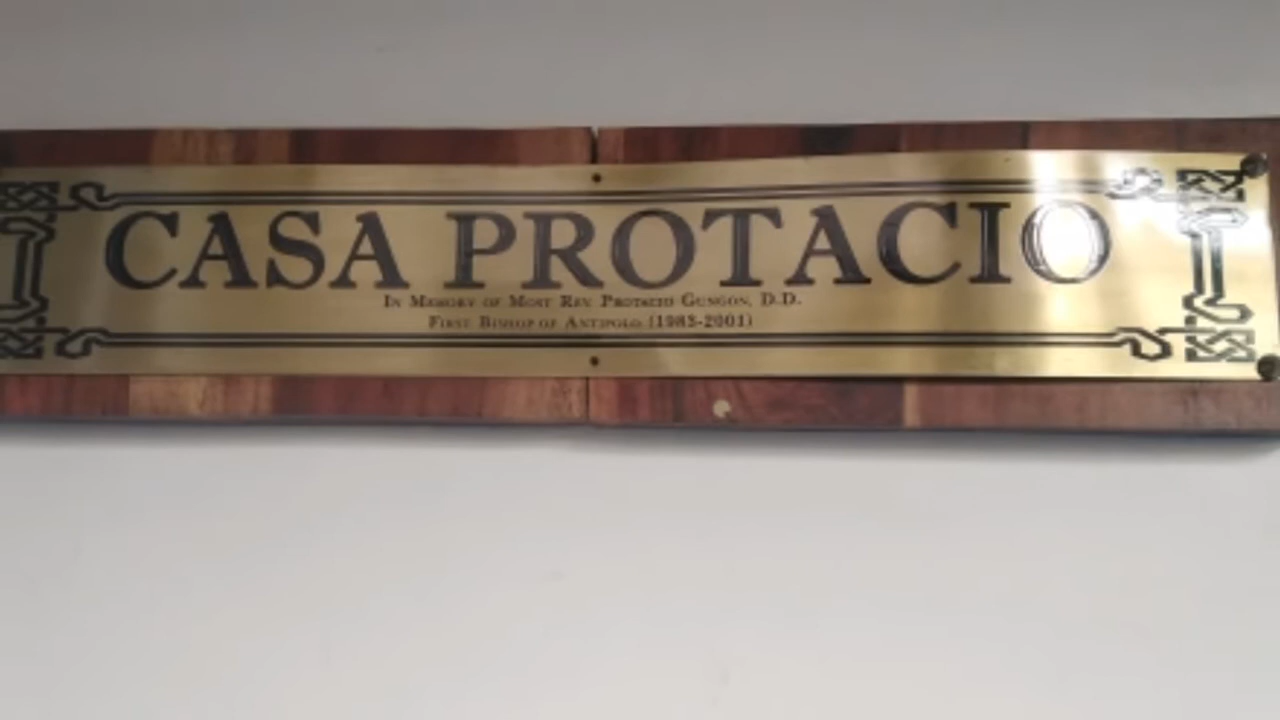 CASA PROTACIO
IN MEMORY OF MOST REV. PROTACIO GUNGON, D.D.
FIRST BISHOP OF ANTIPOLO (1983-2001)